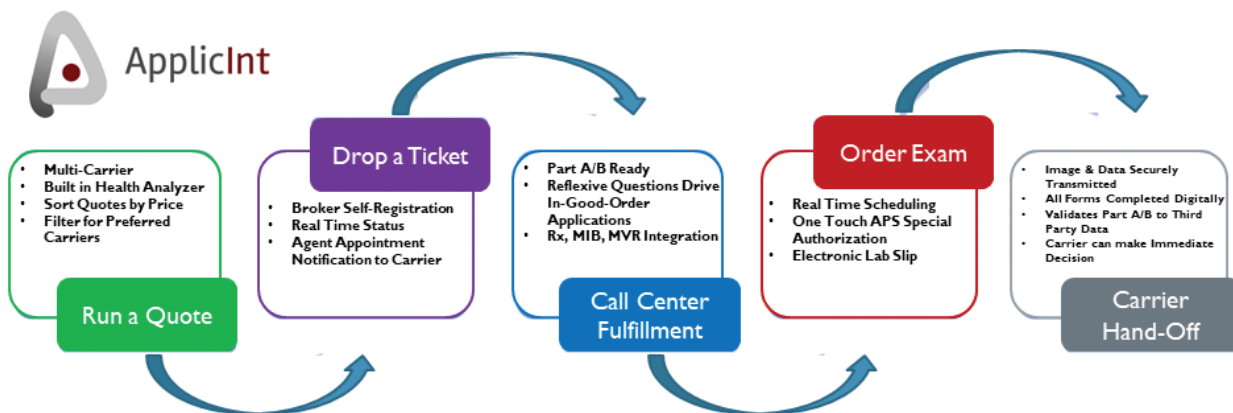 ApplicInt
• Multi-Carrier
• Built in Health Analyzer
• Sort Quotes by Price
• Filter for Preferred
Carriers
Run a Quote
Drop a Ticket
• Broker Self-Registration
• Real Time Status
• Agent Appointment
Notification to Carrier
• Part A/B Ready
• Reflexive Questions Drive
In-Good-Order
Applications
• Rx, MIB, MVR Integration
Call Center
Fulfillment
Order Exam
• Real Time Scheduling
• One Touch APS Special
Authorization
• Electronic Lab Slip
• Image & Data Securely
Transmitted
• All Forms Completed Digitally
• Validates Part A/B to Third
Party Data
• Carrier can make Immediate
Decision
Carrier
Hand-Off